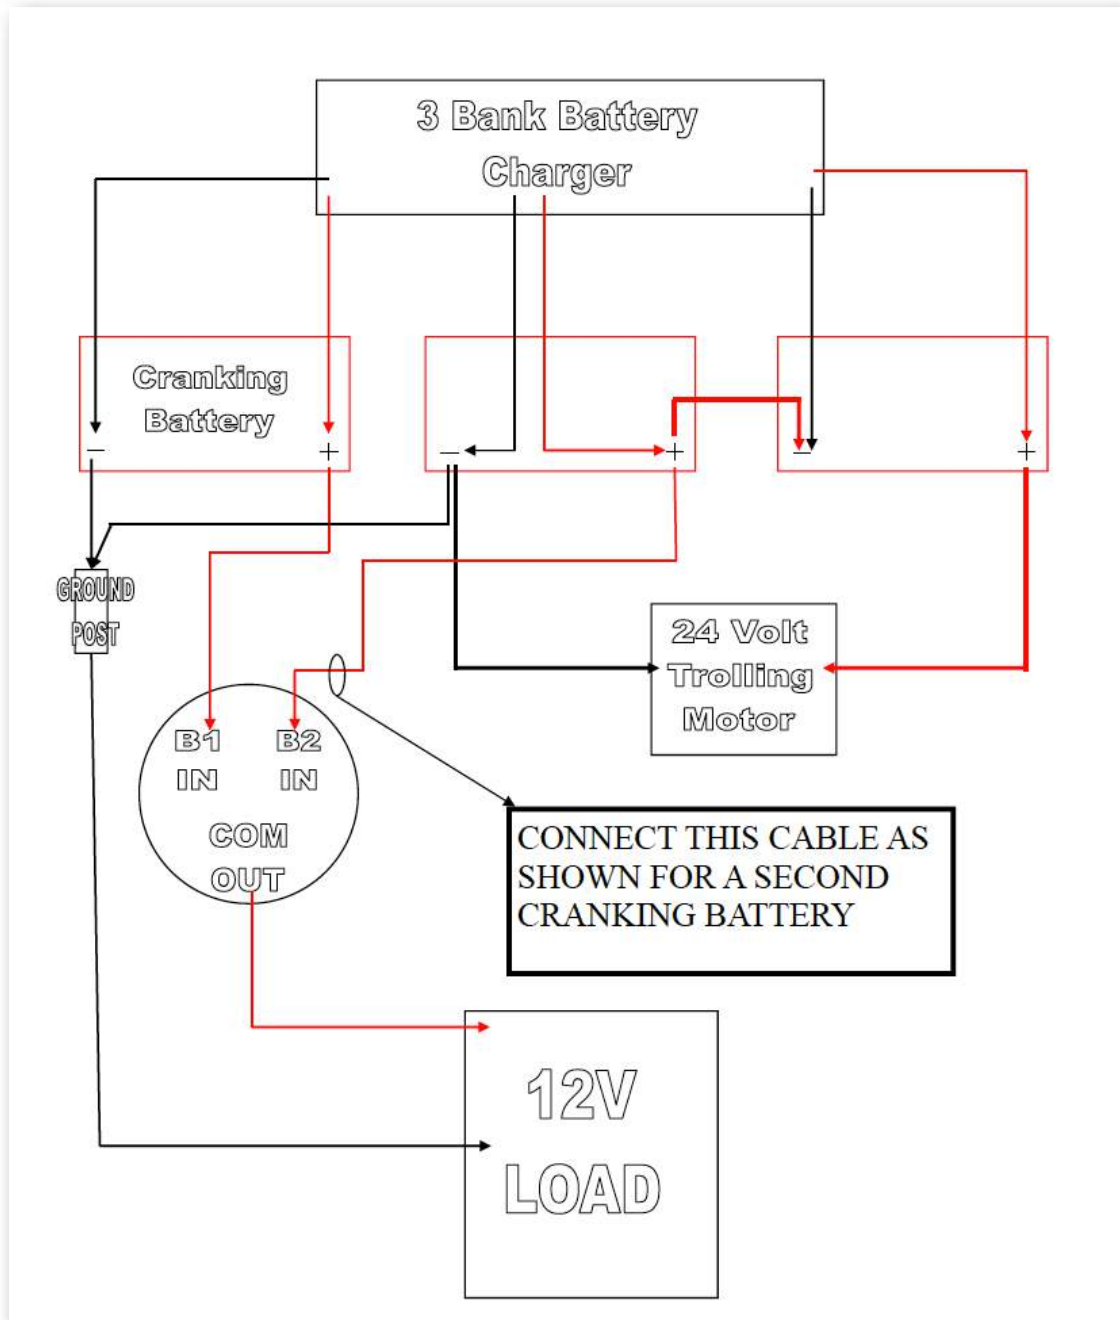 3 Bank Battery
Charger
Cranking
Battery
− +
− +
− +
GROUND
POST
24 Volt
Trolling
Motor
B1
IN
B2
IN
COM
OUT
CONNECT THIS CABLE AS
SHOWN FOR A SECOND
CRANKING BATTERY
12V
LOAD